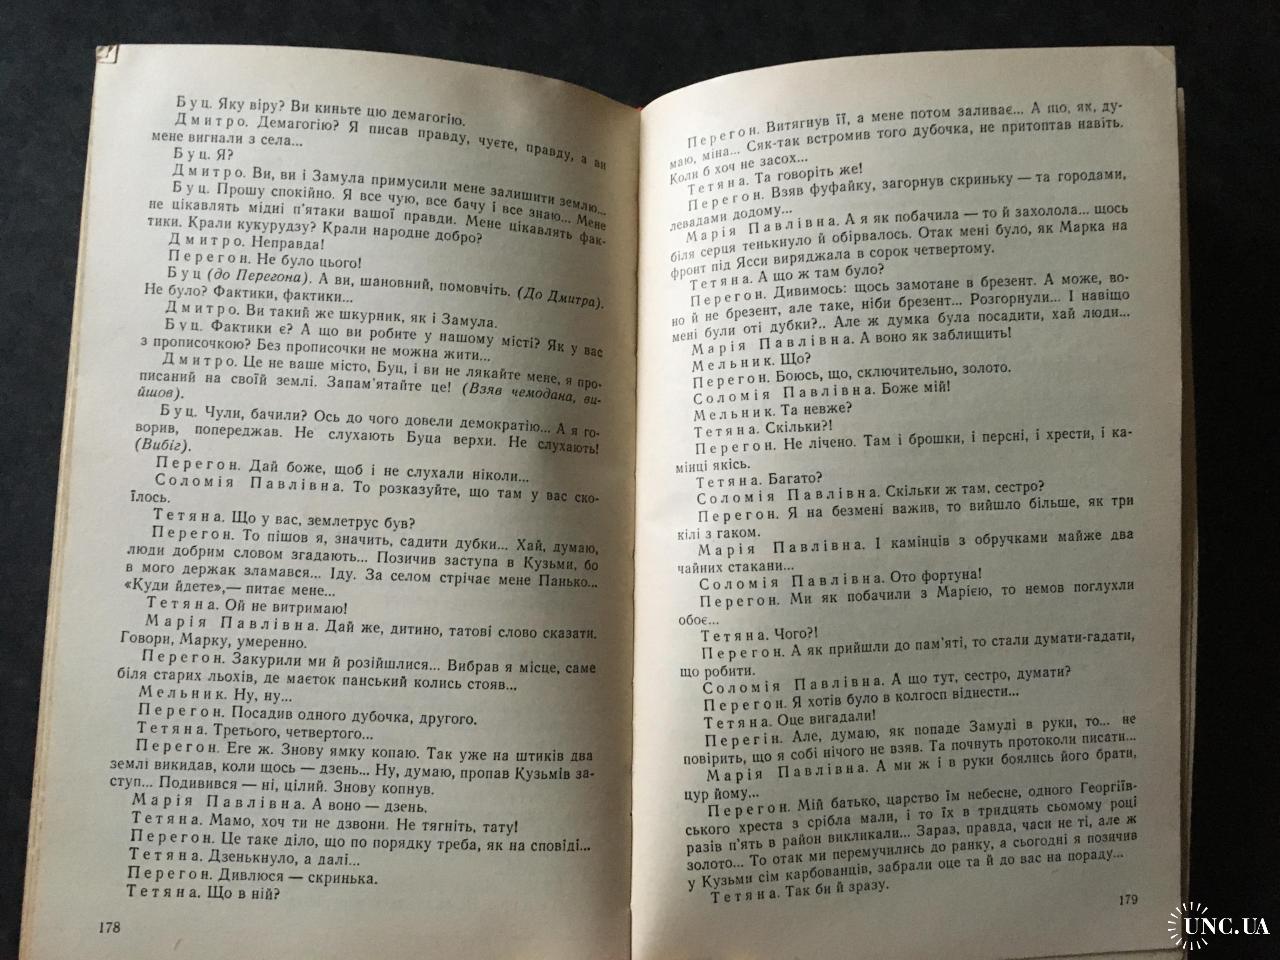 Буц. Яку віру? Ви киньте цю демагогію.
Дмитро. Демагогію? Я писав правду, чуєте, правду, а ви
мене вигнали з села...
Буц. Я?
Дмитро. Ви, ви і Замула примусили мене залишити землю...
Буц. Прошу спокійно. Я все чую, все бачу і все знаю... Мене
не цікавлять мідні п'ятаки вашої правди. Мене цікавлять фак-
тики. Крали кукурудзу? Крали народне добро?
Дмитро. Неправда!
Перегон. Не було цього!
Буц (до Перегона). А ви, шановний, помовчіть. (До Дмитра).
Не було? Фактики, фактики...
Дмитро. Ви такий же шкурник, як і Замула.
Буц. Фактики є? А що ви робите у нашому місті? Як у вас
з прописочкою? Без прописочки не можна жити...
Дмитро. Це не ваше місто, Буц, і ви не лякайте мене, я про-
писаний на своїй землі. Запам'ятайте це! (Взяв чемодана, ви-
йшов).
Буц. Чули, бачили? Ось до чого довели демократію... А я го-
ворив, попереджав. Не слухають Буца верхи. Не слухають!
(Вибіг).
Перегон. Дай боже, щоб і не слухали ніколи...
Соломія Павлівна. То розказуйте, що там у вас ско-
їлось.
Тетяна. Що у вас, землетрус був?
Перегон. То пішов я, значить, садити дубки... Хай, думаю,
люди добрим словом згадають... Позичив заступа в Кузьми, бо
в мого держак зламався... Іду. За селом стрічає мене Панько...
«Куди йдете»,— питає мене...
Тетяна. Ой не витримаю!
Марія Павлівна. Дай же, дитино, татові слово сказати.
Говори, Марку, умеренно.
Перегон. Закурили ми й розійшлися... Вибрав я місце, саме
біля старих льохів, де маєток панський колись стояв...
Мельник. Ну, ну...
Перегон. Посадив одного дубочка, другого.
Тетяна. Третього, четвертого...
Перегон. Еге ж. Знову ямку копаю. Так уже на штиків два
землі викидав, коли щось — дзень... Ну, думаю, пропав Кузьмів за-
ступ... Подивився — ні, цілий. Знову копнув.
Марія Павлівна. А воно — дзень.
Тетяна. Мамо, хоч ти не дзвони. Не тягніть, тату!
Перегон. Це таке діло, що по порядку треба, як на сповіді...
Тетяна. Дзенькнуло, а далі...
Перегон. Дивлюся — скринька.
Тетяна. Що в ній?
178
Перегон. Витягнув її, а мене потом заливає... А що, як, ду-
маю, міна... Сяк-так встромив того дубочка, не притоптав навіть.
Коли б хоч не засох...
Тетяна. Та говоріть же!
Перегон. Взяв фуфайку, загорнув скриньку — та городами,
левадами додому...
Марія Павлівна. А я як побачила — то й захолола... щось
біля серця тенькнуло й обірвалось. Отак мені було, як Марка на
фронт під Ясси виряджала в сорок четвертому.
Тетяна. А що ж там було?
Перегон. Дивимось: щось замотане в брезент. А може, во-
но й не брезент, але таке, ніби брезент... Розгорнули... І навіщо
мені були оті дубки?.. Але ж думка була посадити, хай люди...
Марія Павлівна. А воно як заблищить!
Мельник. Що?
Перегон. Боюсь, що, сключительно, золото.
Соломія Павлівна. Боже мій!
Мельник. Та невже?
Тетяна. Скільки?!
Перегон. Не лічено. Там і брошки, і персні, і хрести, і ка-
мінці якісь.
Тетяна. Багато?
Соломія Павлівна. Скільки ж там, сестро?
Перегон. Я на безмені важив, то вийшло більше, як три
кілі з гаком.
Марія Павлівна. І камінців з обручками майже два
чайних стакани...
Соломія Павлівна. Ото фортуна!
Перегон. Ми як побачили з Марією, то немов поглухли
обоє...
Тетяна. Чого?!
Перегон. А як прийшли до пам'яті, то стали думати-гадати,
що робити.
Соломія Павлівна. А що тут, сестро, думати?
Перегон. Я хотів було в колгосп віднести...
Тетяна. Оце вигадали!
Перегін. Але, думаю, як попаде Замулі в руки, то... не
повірить, що я собі нічого не взяв. Та почнуть протоколи писати...
Марія Павлівна. А ми ж і в руки боялись його брати,
цур йому...
Перегон. Мій батько, царство їм небесне, одного Георгіїв-
ського хреста з срібла мали, і то їх в тридцять сьомому році
разів п'ять в район викликали... Зараз, правда, часи не ті, але ж
золото... То отак ми перемучились до ранку, а сьогодні я позичив
у Кузьми сім карбованців, забрали оце та й до вас на пораду...
Тетяна. Так би й зразу.
179
UNC.UA